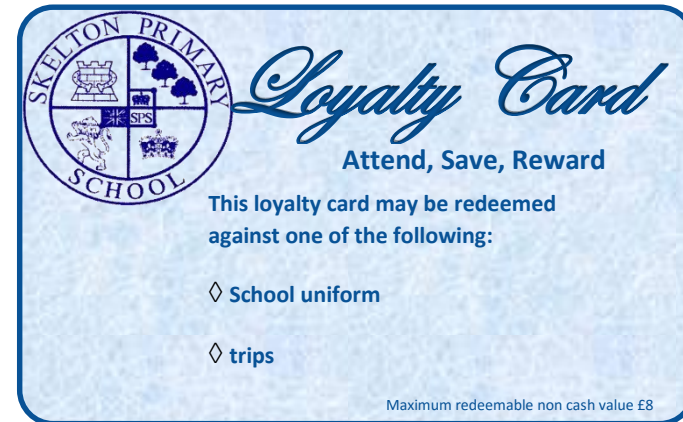 SKELTON PRIMARY
SCHOOL
SPS
Loyalty Card
Attend, Save, Reward
This loyalty card may be redeemed
against one of the following:
◊ School uniform
◊ trips
Maximum redeemable non cash value £8